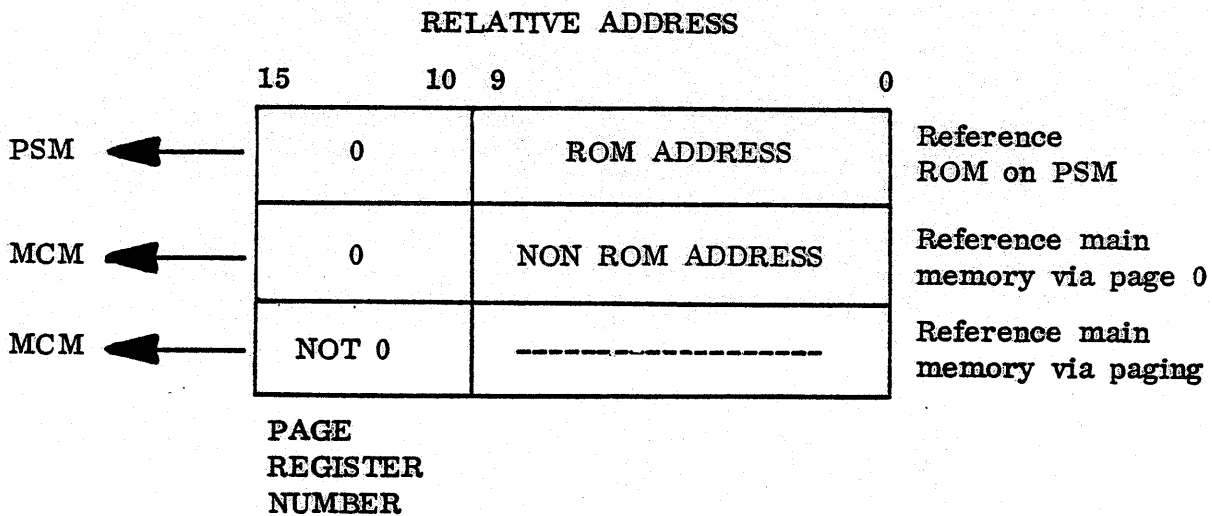 RELATIVE ADDRESS
15 10 9 0
PSM 0 ROM ADDRESS Reference
ROM on PSM
MCM 0 NON ROM ADDRESS Reference main
memory via page 0
MCM NOT 0 ---------------- Reference main
memory via paging
PAGE
REGISTER
NUMBER